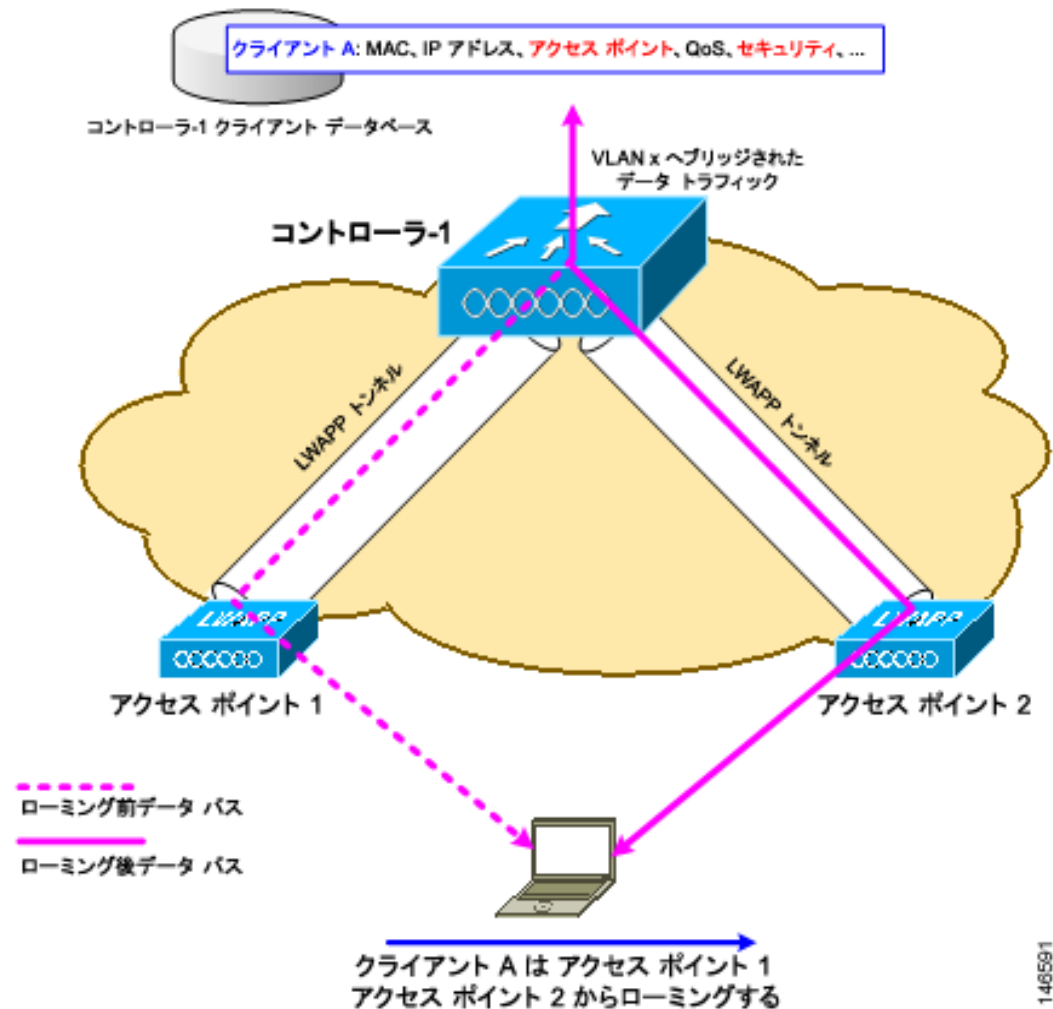 クライアント A: MAC、IP アドレス、アクセス ポイント、QoS、セキュリティ、...
コントローラ-1 クライアント データベース
VLAN x へブリッジされた
データ トラフィック
コントローラ-1
LWAPP トンネル
LWAPP トンネル
LWAPP
LWAPP
アクセス ポイント 1
アクセス ポイント 2
ローミング前データ パス
ローミング後データ パス
クライアント A は アクセス ポイント 1
アクセス ポイント 2 からローミングする
146591